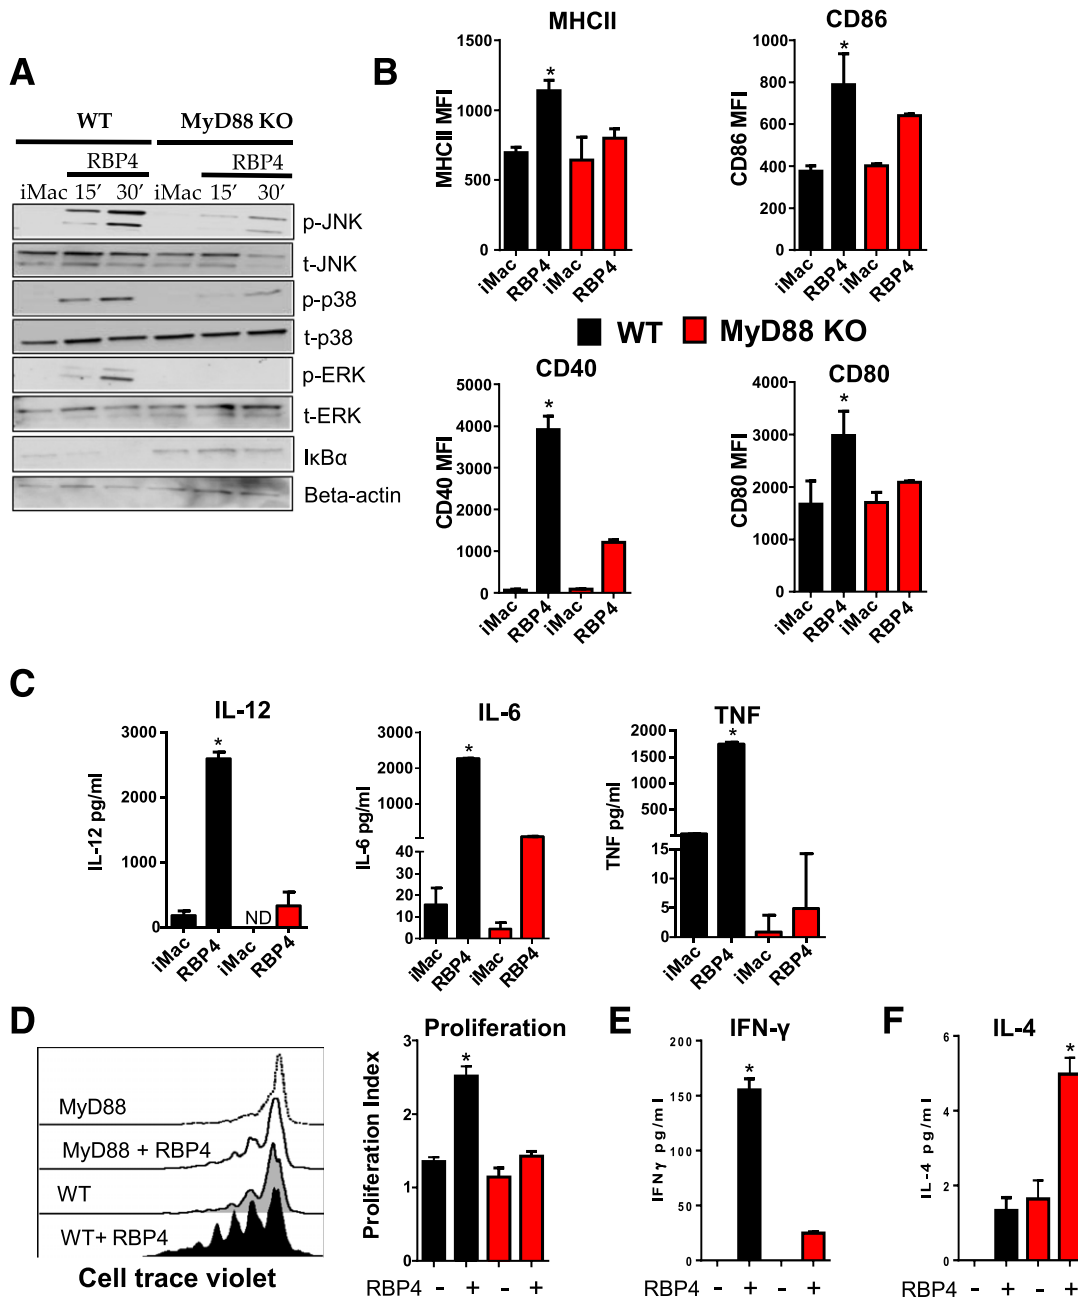 A
WT MyD88 KO
RBP4 RBP4
iMac 15′ 30′ iMac 15′ 30′
p-JNK
t-JNK
p-p38
t-p38
p-ERK
t-ERK
IκBα
Beta-actin
B
MHCII
MHCII MFI
1500
1000
500
0
iMac RBP4 iMac RBP4
*
CD86
CD86 MFI
1000
800
600
400
200
0
iMac RBP4 iMac RBP4
*
WT MyD88 KO
CD40
CD40 MFI
5000
4000
3000
2000
1000
0
iMac RBP4 iMac RBP4
*
CD80
CD80 MFI
4000
3000
2000
1000
0
iMac RBP4 iMac RBP4
*
C
IL-12
IL-12 pg/ml
3000
2000
1000
0
*
ND
iMac RBP4 iMac RBP4
IL-6
IL-6 pg/ml
3000
2000
1000
40
30
20
10
0
*
iMac RBP4 iMac RBP4
TNF
TNF pg/ml
2000
1500
1000
500
15
10
5
0
*
iMac RBP4 iMac RBP4
D
MyD88
MyD88 + RBP4
WT
WT+ RBP4
Cell trace violet
Proliferation
Proliferation Index
3
2
1
0
*
RBP4 - + - +
E
IFN-γ
IFNγ pg/ml
200
150
100
50
0
*
RBP4 - + - +
F
IL-4
IL-4 pg/ml
6
4
2
0
*
RBP4 - + - +